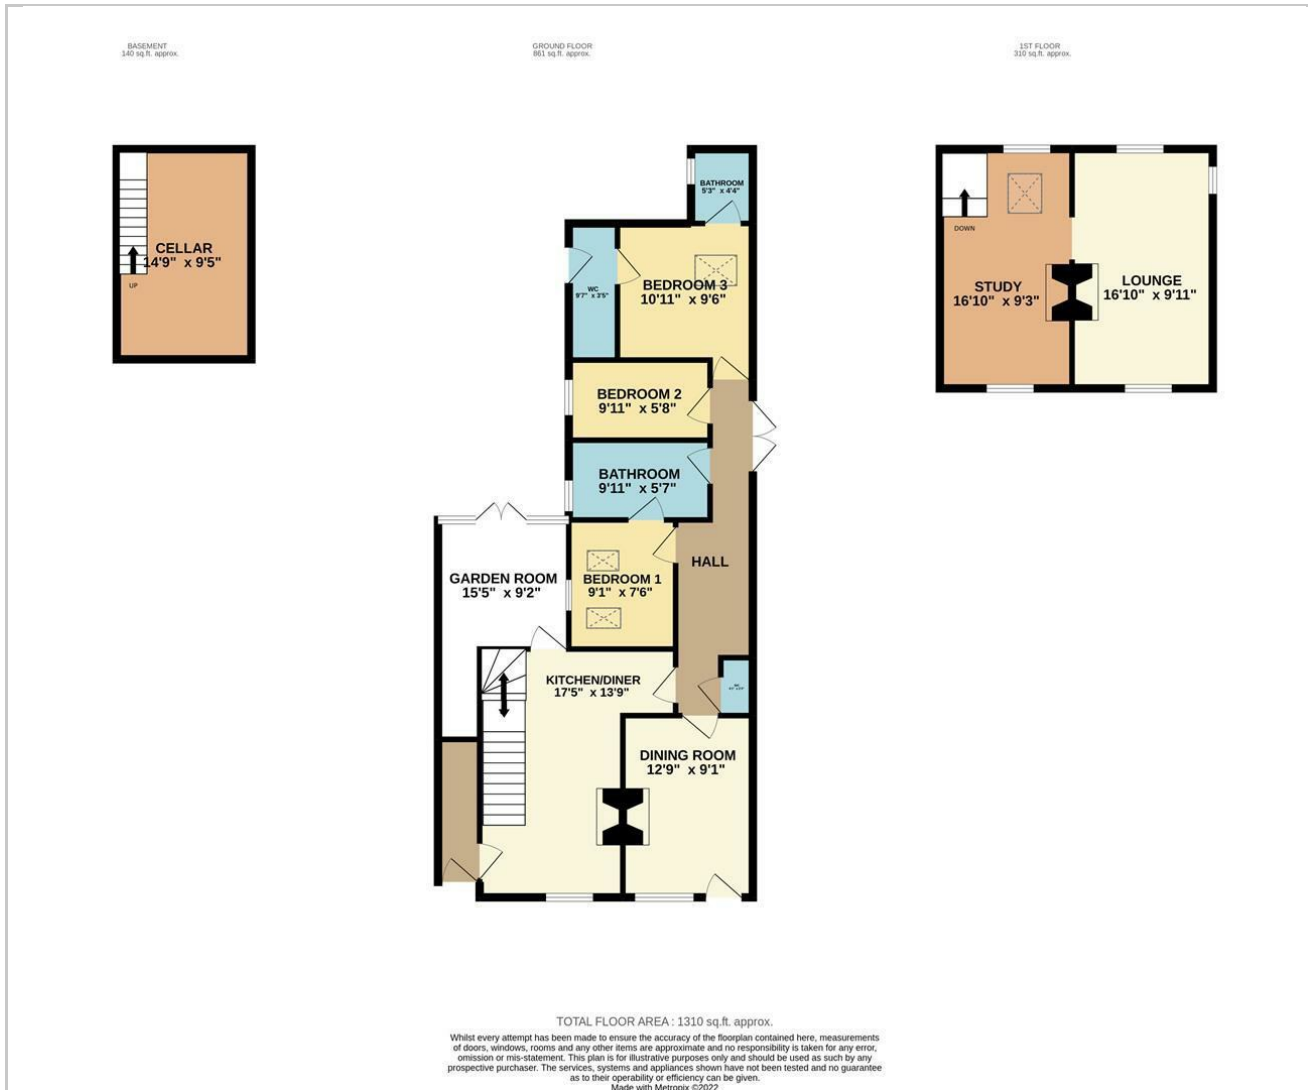 BASEMENT
140 sq.ft. approx.
GROUND FLOOR
861 sq.ft. approx.
1ST FLOOR
310 sq.ft. approx.
CELLAR
14'9" x 9'5"
UP
BATHROOM
5'3" x 4'4"
WC
9'7" x 3'5"
BEDROOM 3
10'11" x 9'6"
BEDROOM 2
9'11" x 5'8"
BATHROOM
9'11" x 5'7"
HALL
GARDEN ROOM
15'5" x 9'2"
BEDROOM 1
9'1" x 7'6"
KITCHEN/DINER
17'5" x 13'9"
DINING ROOM
12'9" x 9'1"
DOWN
STUDY
16'10" x 9'3"
LOUNGE
16'10" x 9'11"
TOTAL FLOOR AREA : 1310 sq.ft. approx.
Whilst every attempt has been made to ensure the accuracy of the floorplan contained here, measurements
of doors, windows, rooms and any other items are approximate and no responsibility is taken for any error,
omission or mis-statement. This plan is for illustrative purposes only and should be used as such by any
prospective purchaser. The services, systems and appliances shown have not been tested and no guarantee
as to their operability or efficiency can be given.
Made with Metropix ©2022